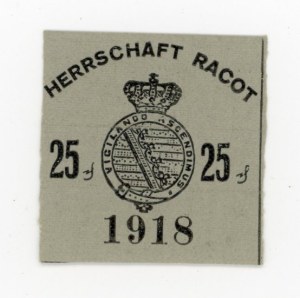 HERRSCHAFT RACOT
VIGILANDO ASCENDIMUS
25 ₰ 25 ₰
1918